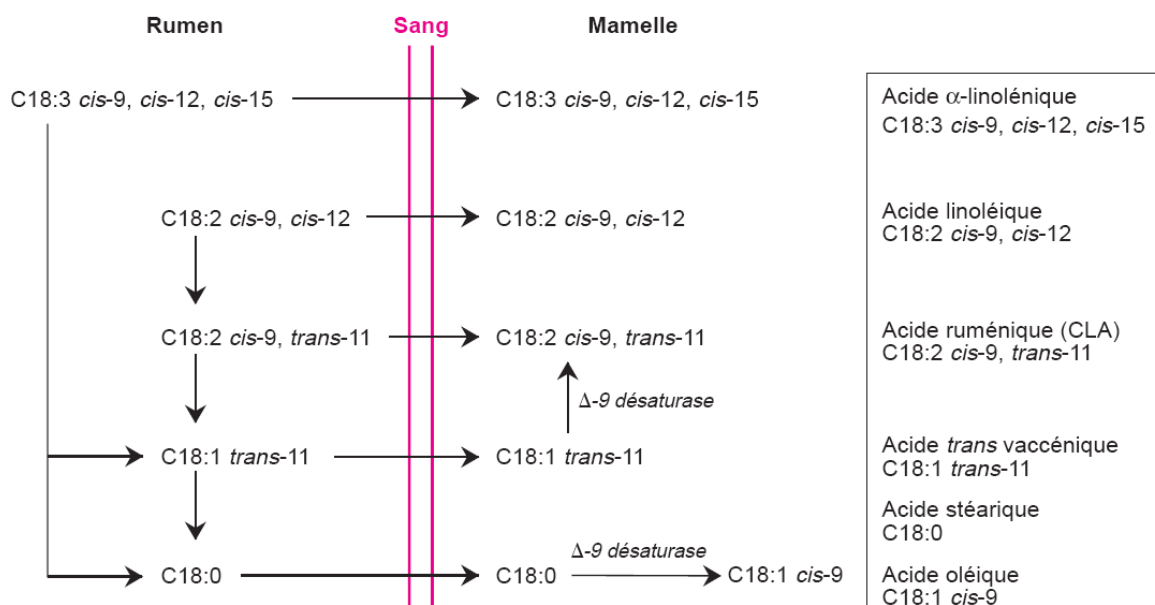 Rumen
Sang
Mamelle
C18:3 cis-9, cis-12, cis-15
C18:3 cis-9, cis-12, cis-15
C18:2 cis-9, cis-12
C18:2 cis-9, cis-12
C18:2 cis-9, trans-11
C18:2 cis-9, trans-11
Δ-9 désaturase
C18:1 trans-11
C18:1 trans-11
Δ-9 désaturase
C18:0
C18:0
C18:1 cis-9
Acide α-linolénique
C18:3 cis-9, cis-12, cis-15
Acide linoléique
C18:2 cis-9, cis-12
Acide ruménique (CLA)
C18:2 cis-9, trans-11
Acide trans vaccénique
C18:1 trans-11
Acide stéarique
C18:0
Acide oléique
C18:1 cis-9